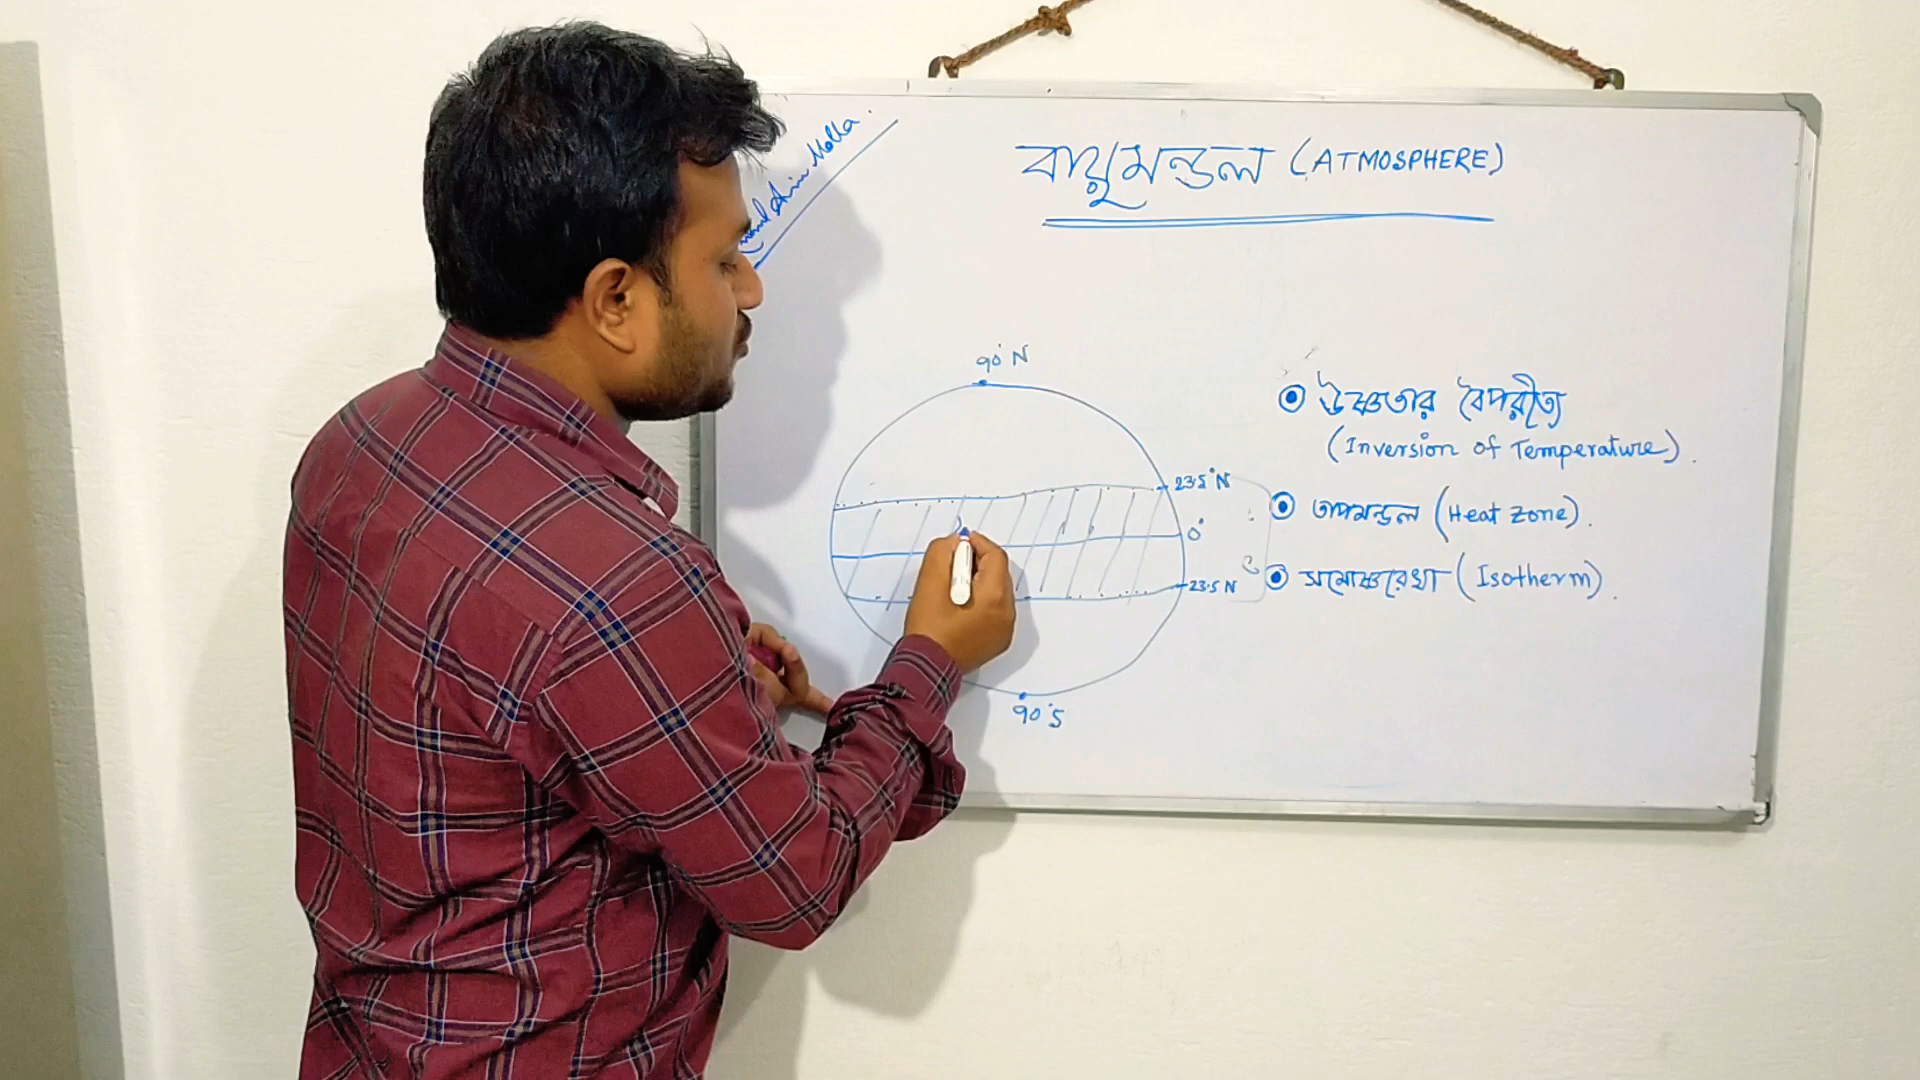 Molla.
বায়ুমন্ডল (ATMOSPHERE)
90° N
23.5° N
0°
23.5 N
90° S
উষ্ণতার বৈপরীত্য
(Inversion of Temperature).
তাপমন্ডল (Heat Zone).
সমোষ্ণরেখা (Isotherm).